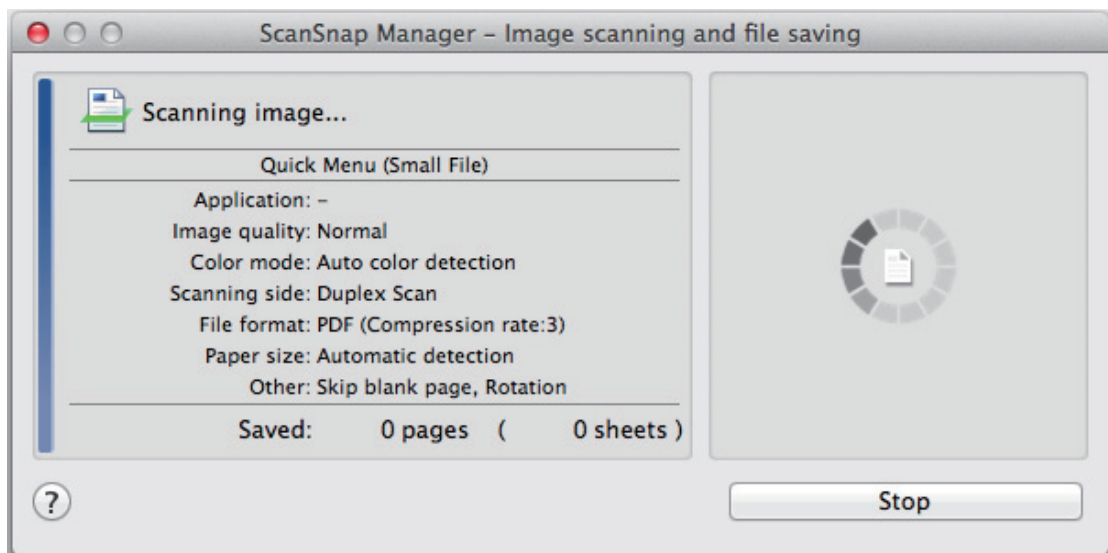 ScanSnap Manager – Image scanning and file saving
Scanning image...
Quick Menu (Small File)
Application: –
Image quality: Normal
Color mode: Auto color detection
Scanning side: Duplex Scan
File format: PDF (Compression rate:3)
Paper size: Automatic detection
Other: Skip blank page, Rotation
Saved: 0 pages ( 0 sheets )
? Stop